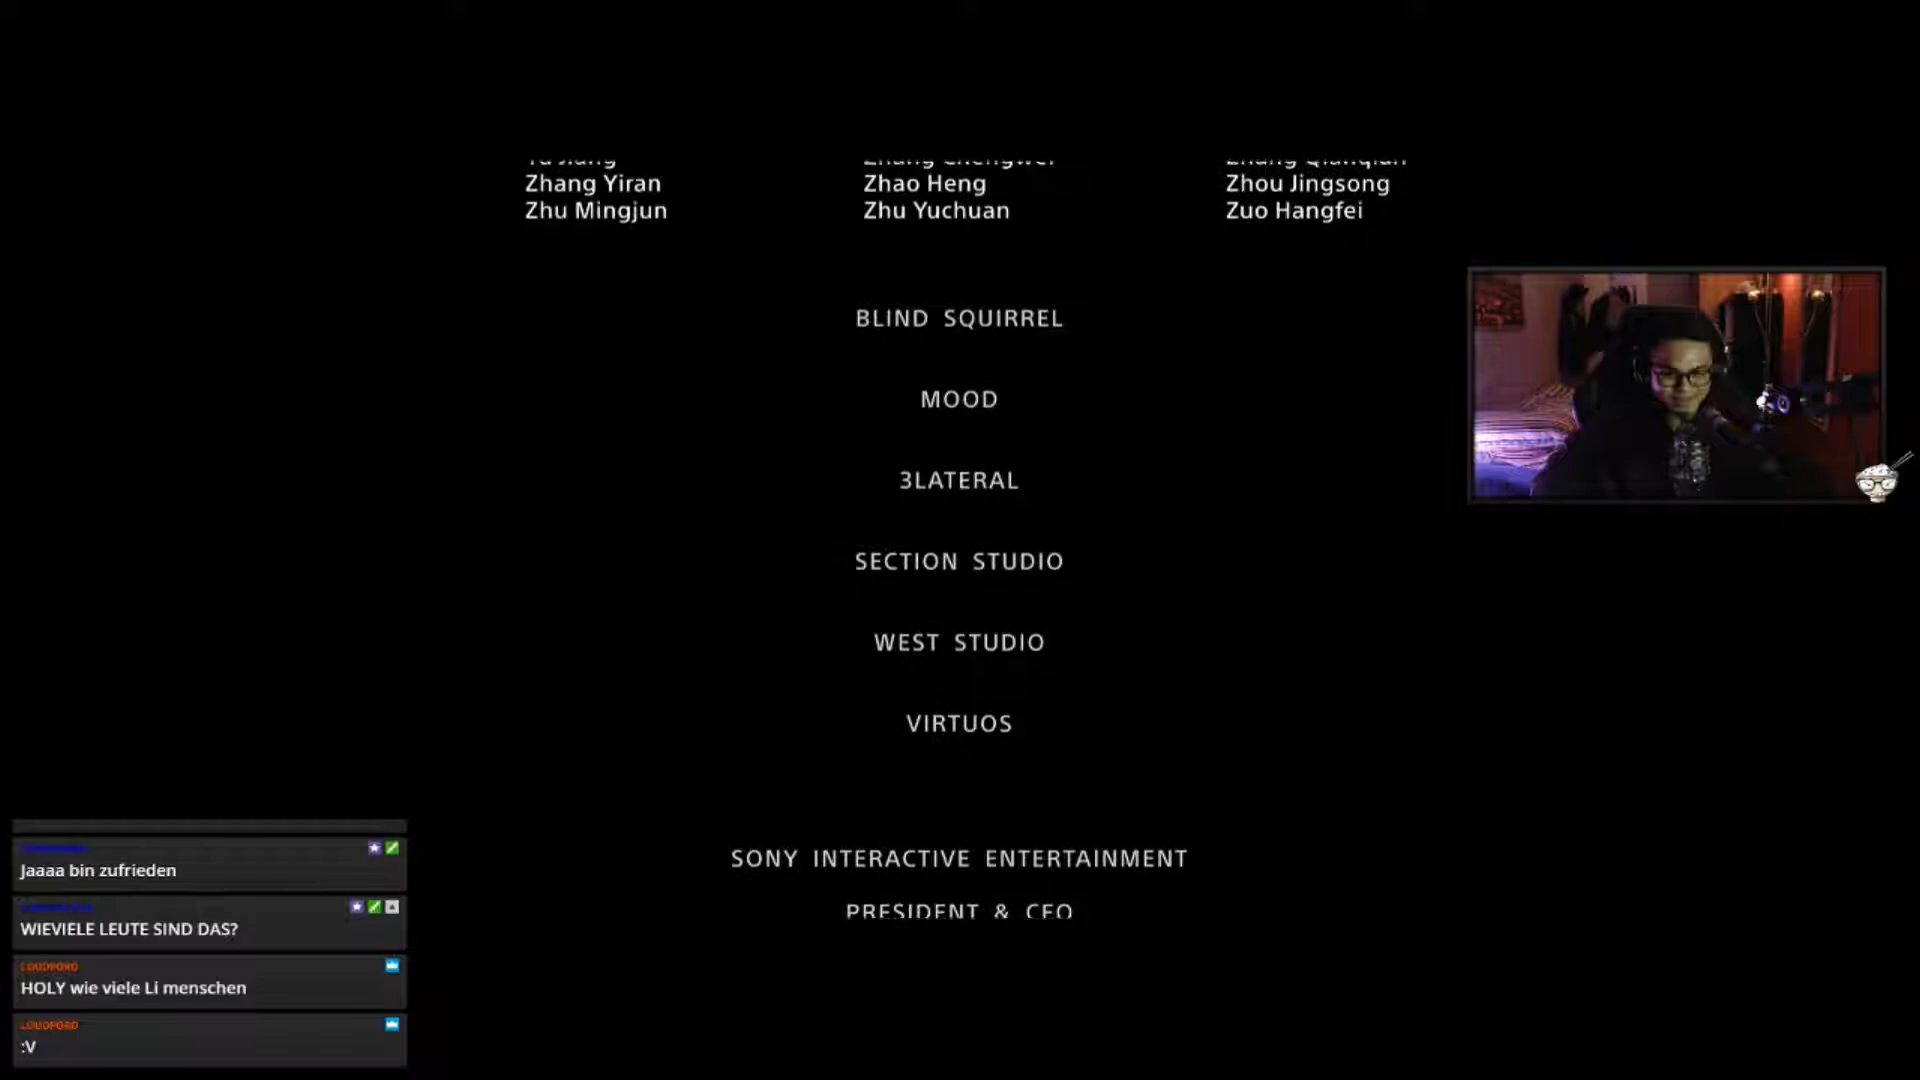 Zhang Yiran
Zhao Heng
Zhou Jingsong
Zhu Mingjun
Zhu Yuchuan
Zuo Hangfei
BLIND SQUIRREL
MOOD
3LATERAL
SECTION STUDIO
WEST STUDIO
VIRTUOS
SONY INTERACTIVE ENTERTAINMENT
PRESIDENT & CEO
Jaaaa bin zufrieden
WIEVIELE LEUTE SIND DAS?
HOLY wie viele Li menschen
:V